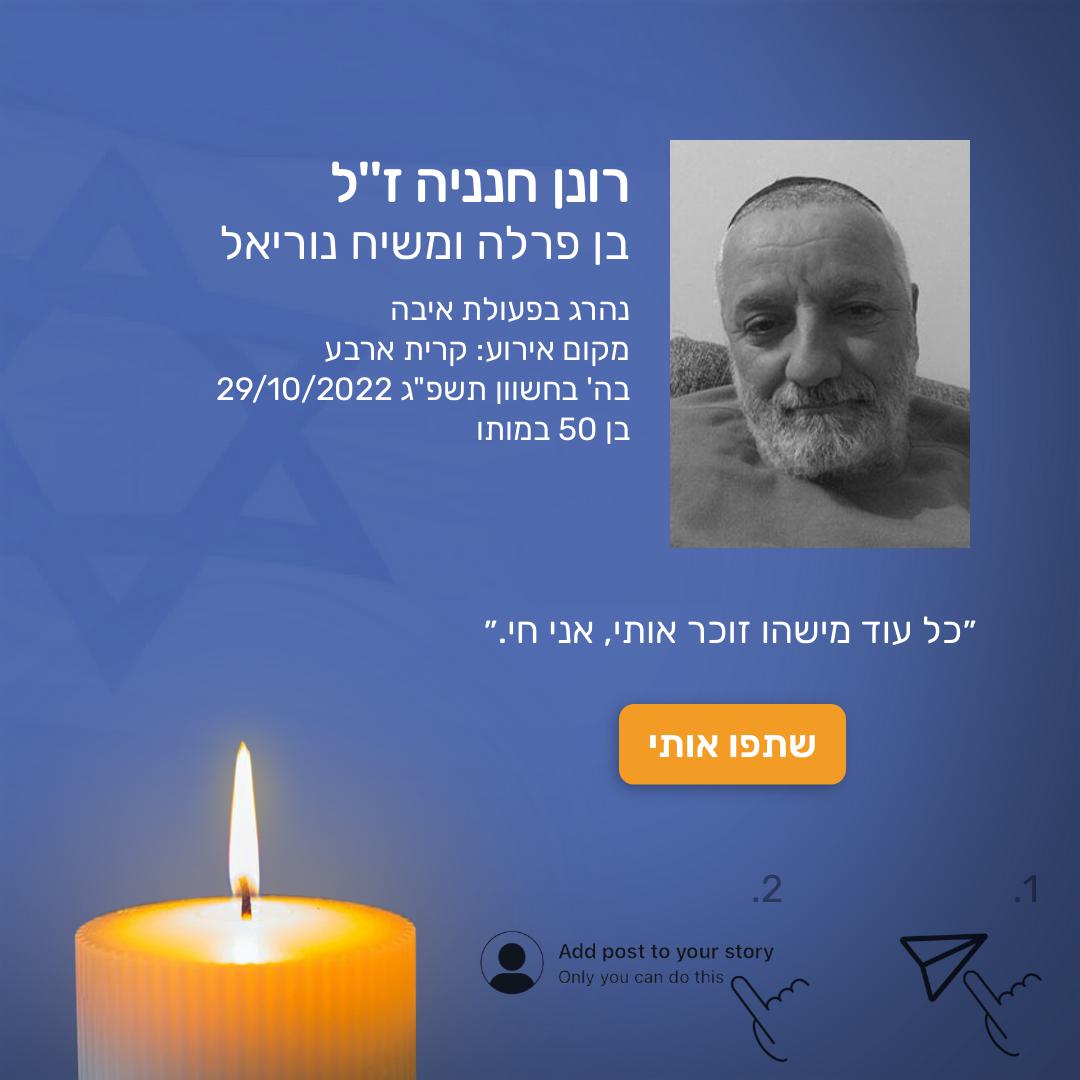 רונן חנניה ז"ל
בן פרלה ומשיח נוריאל
נהרג בפעולת איבה
מקום אירוע: קרית ארבע
בה' בחשוון תשפ"ג 29/10/2022
בן 50 במותו
״כל עוד מישהו זוכר אותי, אני חי.״
שתפו אותי
1.
2.
Add post to your story
Only you can do this